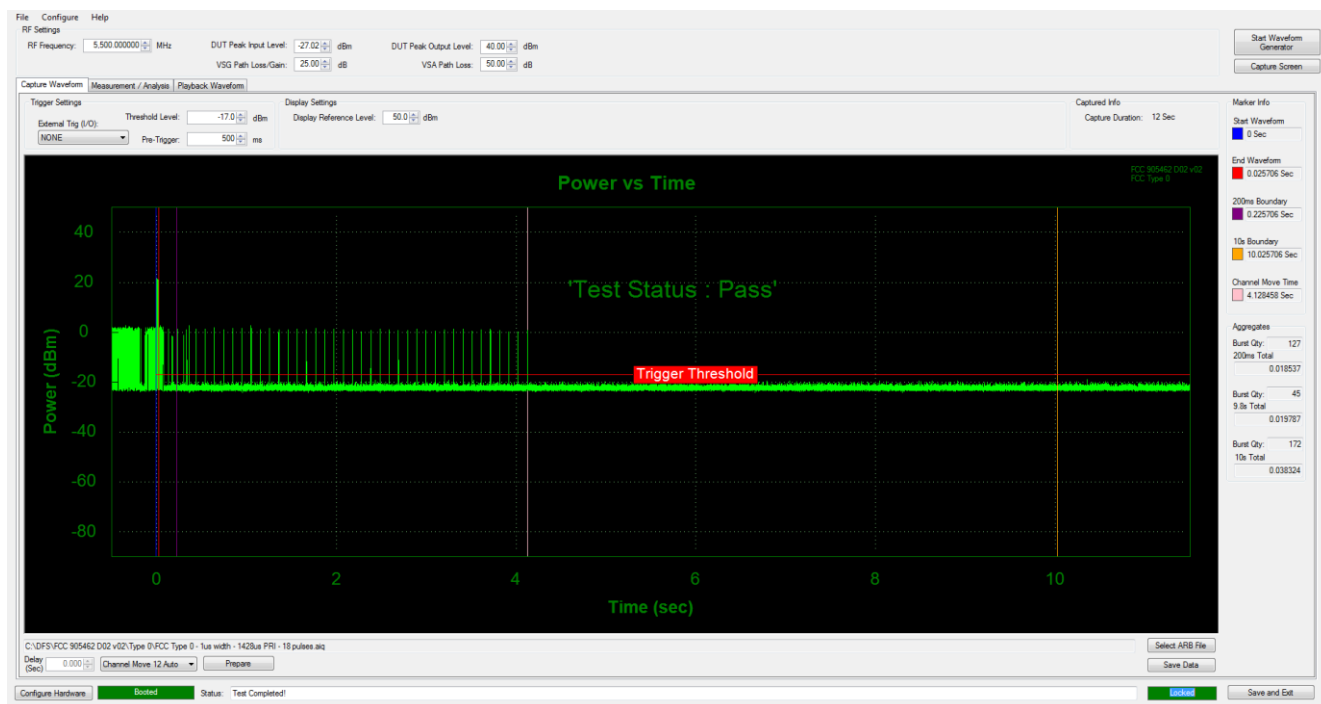 File Configure Help
RF Settings
RF Frequency: 5,500.000000 MHz DUT Peak Input Level: -27.02 dBm DUT Peak Output Level: 40.00 dBm
VSG Path Loss/Gain: 25.00 dB VSA Path Loss: 50.00 dB
Start Waveform Generator
Capture Screen
Capture Waveform Measurement / Analysis Playback Waveform
Trigger Settings
External Trig (I/O): Threshold Level: -17.0 dBm
NONE Pre-Trigger: 500 ms
Display Settings
Display Reference Level: 50.0 dBm
Captured Info
Capture Duration: 12 Sec
Marker Info
Start Waveform
0 Sec
End Waveform
0.025706 Sec
200ms Boundary
0.225706 Sec
10s Boundary
10.025706 Sec
Channel Move Time
4.128458 Sec
Aggregates
Burst Qty: 127
200ms Total
0.018537
Burst Qty: 45
9.8s Total
0.019787
Burst Qty: 172
10s Total
0.038324
Power vs Time
FCC 905462 D02 v02
FCC Type 0
'Test Status : Pass'
Trigger Threshold
Power (dBm)
40
20
0
-20
-40
-60
-80
0 2 4 6 8 10
Time (sec)
C:\DFS\FCC 905462 D02 v02\Type 0\FCC Type 0 - 1us width - 1428us PRI - 18 pulses.aiq
Select ARB File
Delay (Sec) 0.000 Channel Move 12 Auto Prepare
Save Data
Configure Hardware Booted Status: Test Completed! Locked Save and Exit